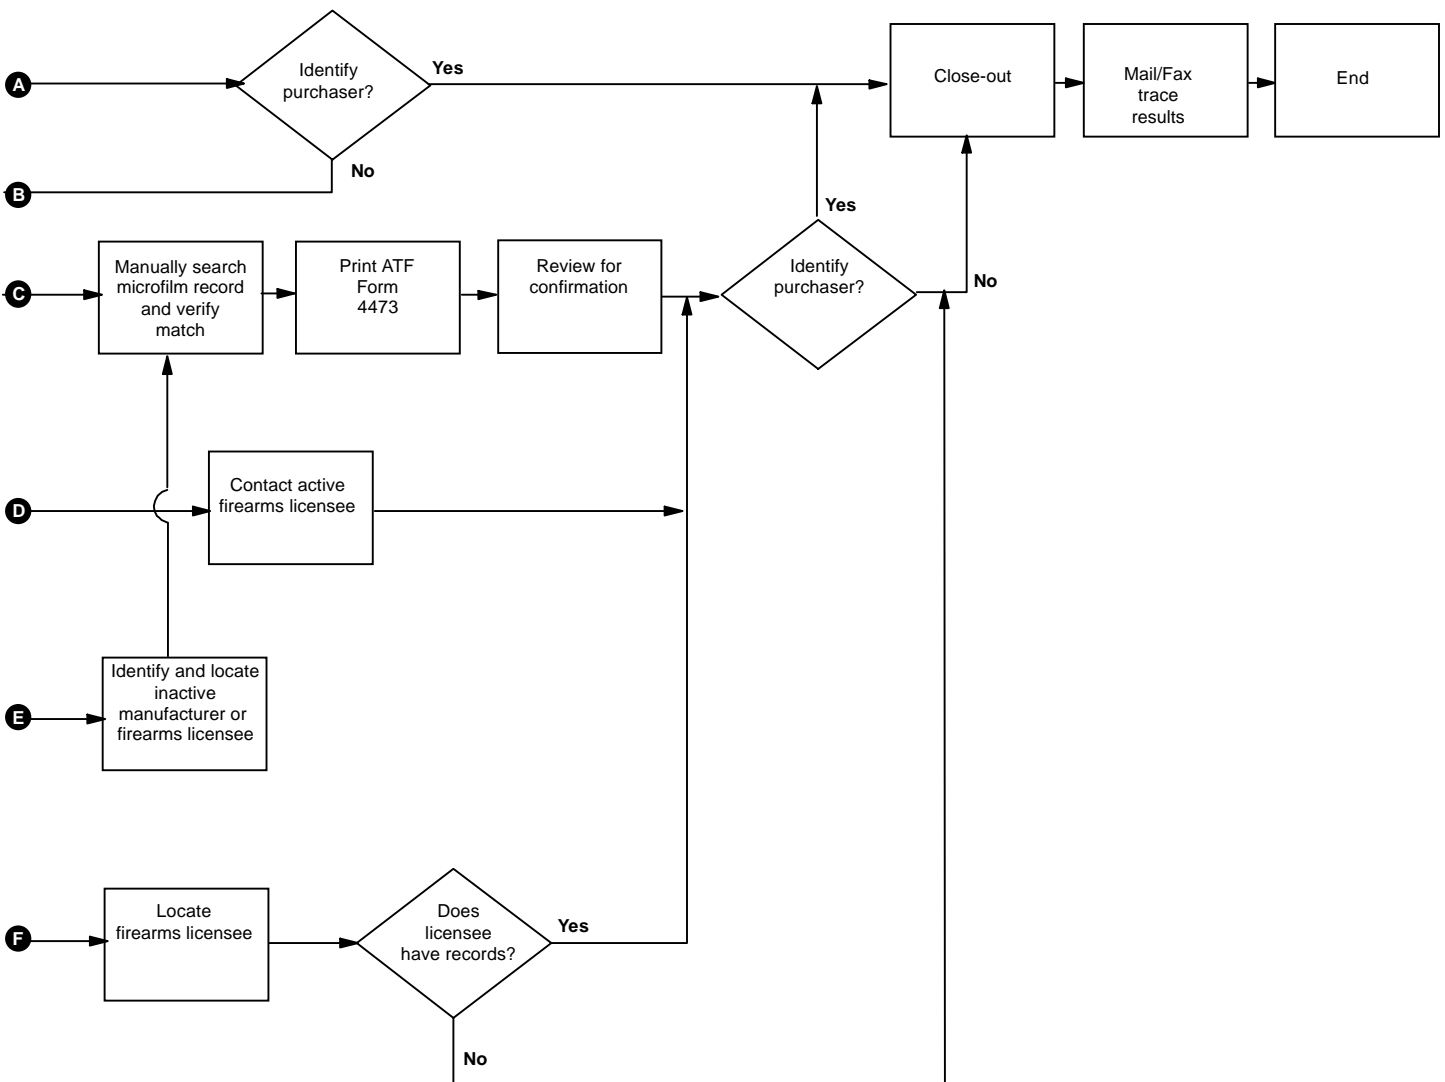 A
Identify
purchaser?
Yes
No
Close-out
Mail/Fax
trace
results
End
B
C
Manually search
microfilm record
and verify
match
Print ATF
Form
4473
Review for
confirmation
Identify
purchaser?
Yes
No
D
Contact active
firearms licensee
E
Identify and locate
inactive
manufacturer or
firearms licensee
F
Locate
firearms licensee
Does
licensee
have records?
Yes
No